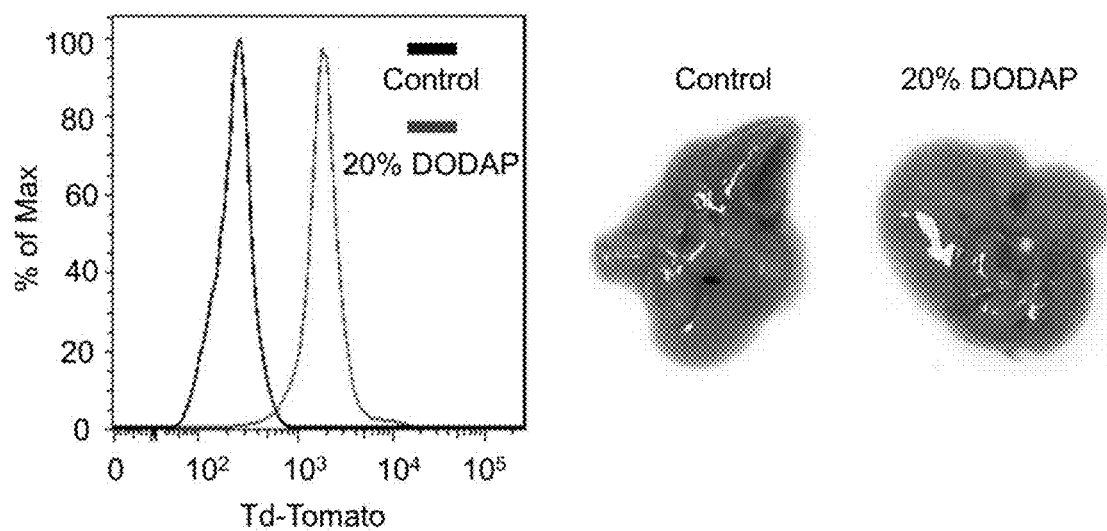 100
80
60
40
20
0
% of Max
0 10² 10³ 10⁴ 10⁵
Td-Tomato
Control
20% DODAP
Control 20% DODAP